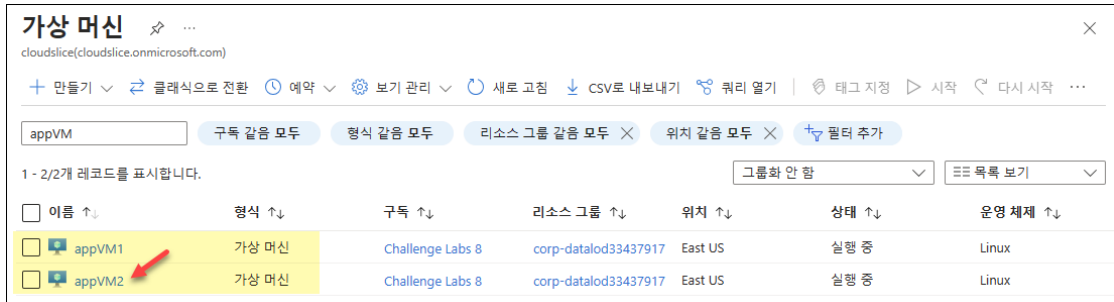 가상 머신 ...
cloudslice(cloudslice.onmicrosoft.com)
만들기 클래식으로 전환 예약 보기 관리 새로 고침 CSV로 내보내기 쿼리 열기 태그 지정 시작 다시 시작 ...
appVM 구독 같음 모두 형식 같음 모두 리소스 그룹 같음 모두 위치 같음 모두 필터 추가
1 - 2/2개 레코드를 표시합니다. 그룹화 안 함 목록 보기
이름 형식 구독 리소스 그룹 위치 상태 운영 체제
appVM1 가상 머신 Challenge Labs 8 corp-datalod33437917 East US 실행 중 Linux
appVM2 가상 머신 Challenge Labs 8 corp-datalod33437917 East US 실행 중 Linux